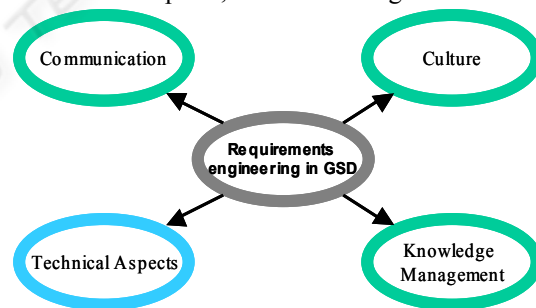 Communication
Culture
Requirements
engineering in GSD
Technical Aspects
Knowledge
Management